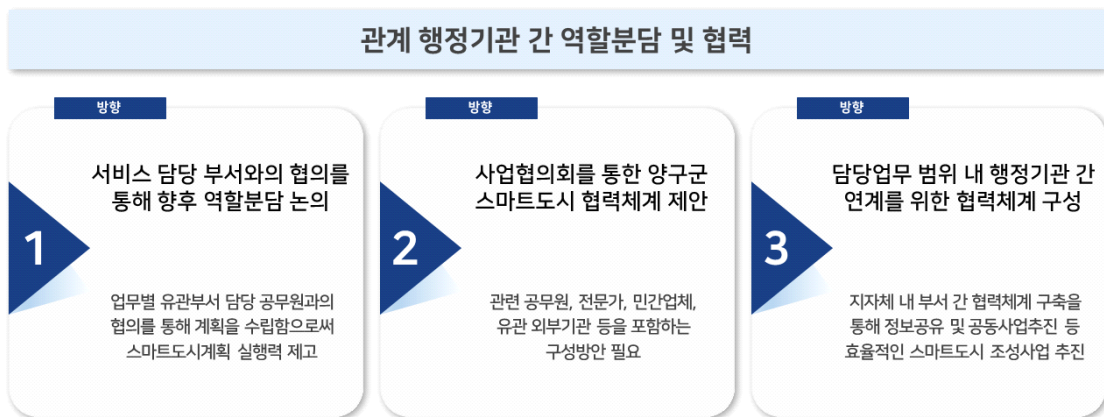 관계 행정기관 간 역할분담 및 협력
방향
1
서비스 담당 부서와의 협의를
통해 향후 역할분담 논의
업무별 유관부서 담당 공무원과의
협의를 통해 계획을 수립함으로써
스마트도시계획 실행력 제고
방향
2
사업협의회를 통한 양구군
스마트도시 협력체계 제안
관련 공무원, 전문가, 민간업체,
유관 외부기관 등을 포함하는
구성방안 필요
방향
3
담당업무 범위 내 행정기관 간
연계를 위한 협력체계 구성
지자체 내 부서 간 협력체계 구축을
통해 정보공유 및 공동사업추진 등
효율적인 스마트도시 조성사업 추진